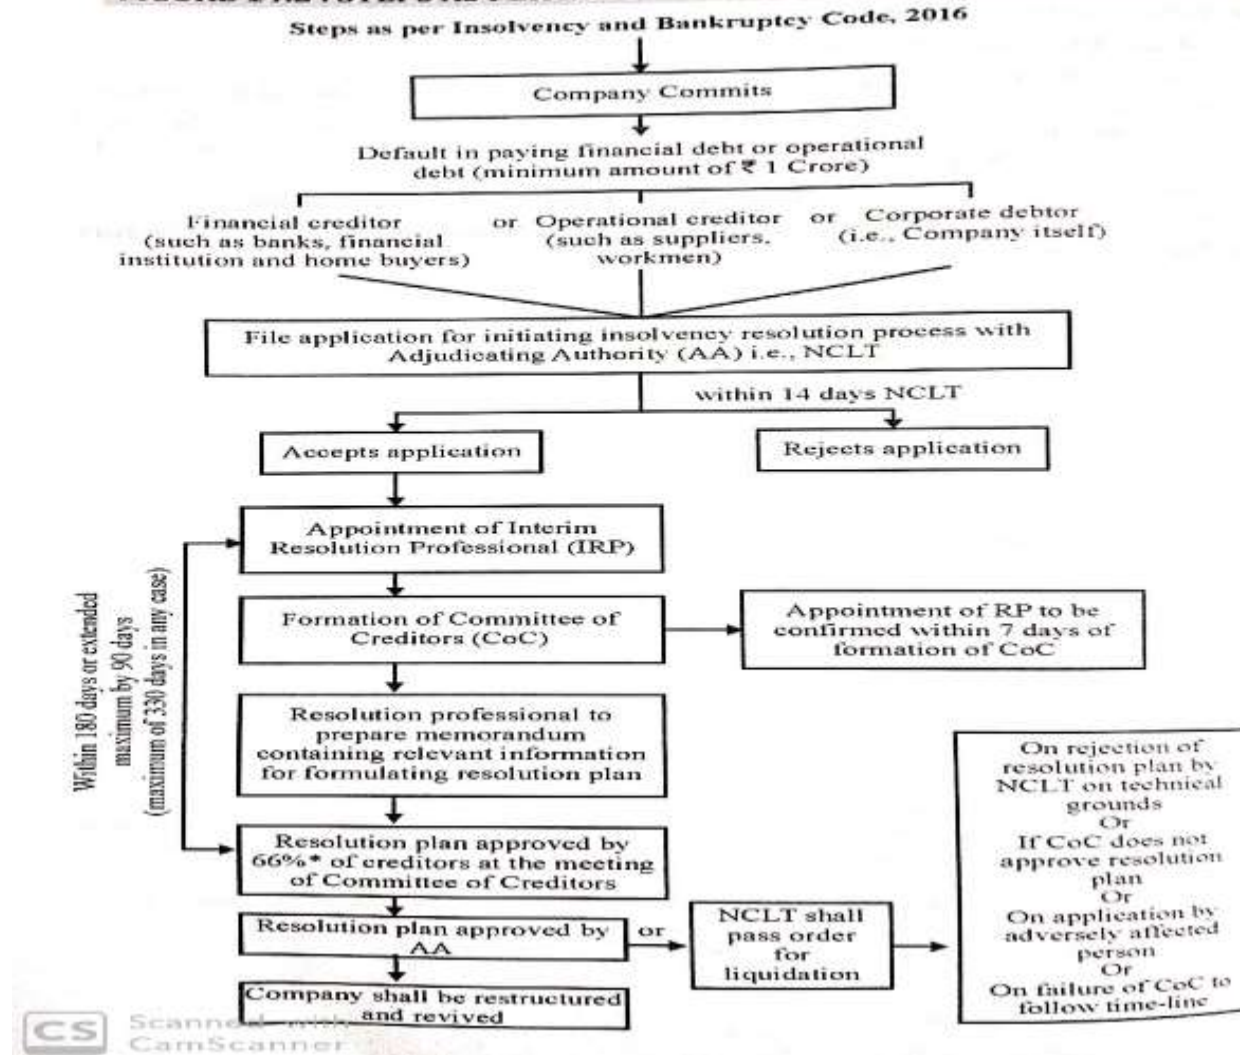 Steps as per Insolvency and Bankruptcy Code, 2016
Company Commits
Default in paying financial debt or operational
debt (minimum amount of ₹ 1 Crore)
Financial creditor
(such as banks, financial
institution and home buyers)
or
Operational creditor
(such as suppliers,
workmen)
or
Corporate debtor
(i.e., Company itself)
File application for initiating insolvency resolution process with
Adjudicating Authority (AA) i.e., NCLT
within 14 days NCLT
Accepts application
Rejects application
Appointment of Interim
Resolution Professional (IRP)
Within 180 days or extended
maximum by 90 days
(maximum of 330 days in any case)
Formation of Committee of
Creditors (CoC)
Appointment of RP to be
confirmed within 7 days of
formation of CoC
Resolution professional to
prepare memorandum
containing relevant information
for formulating resolution plan
Resolution plan approved by
66%* of creditors at the meeting
of Committee of Creditors
Resolution plan approved by
AA
or
NCLT shall
pass order
for
liquidation
On rejection of
resolution plan by
NCLT on technical
grounds
Or
If CoC does not
approve resolution
plan
Or
On application by
adversely affected
person
Or
On failure of CoC to
follow time-line
Company shall be restructured
and revived
CS
Scanned with
CamScanner